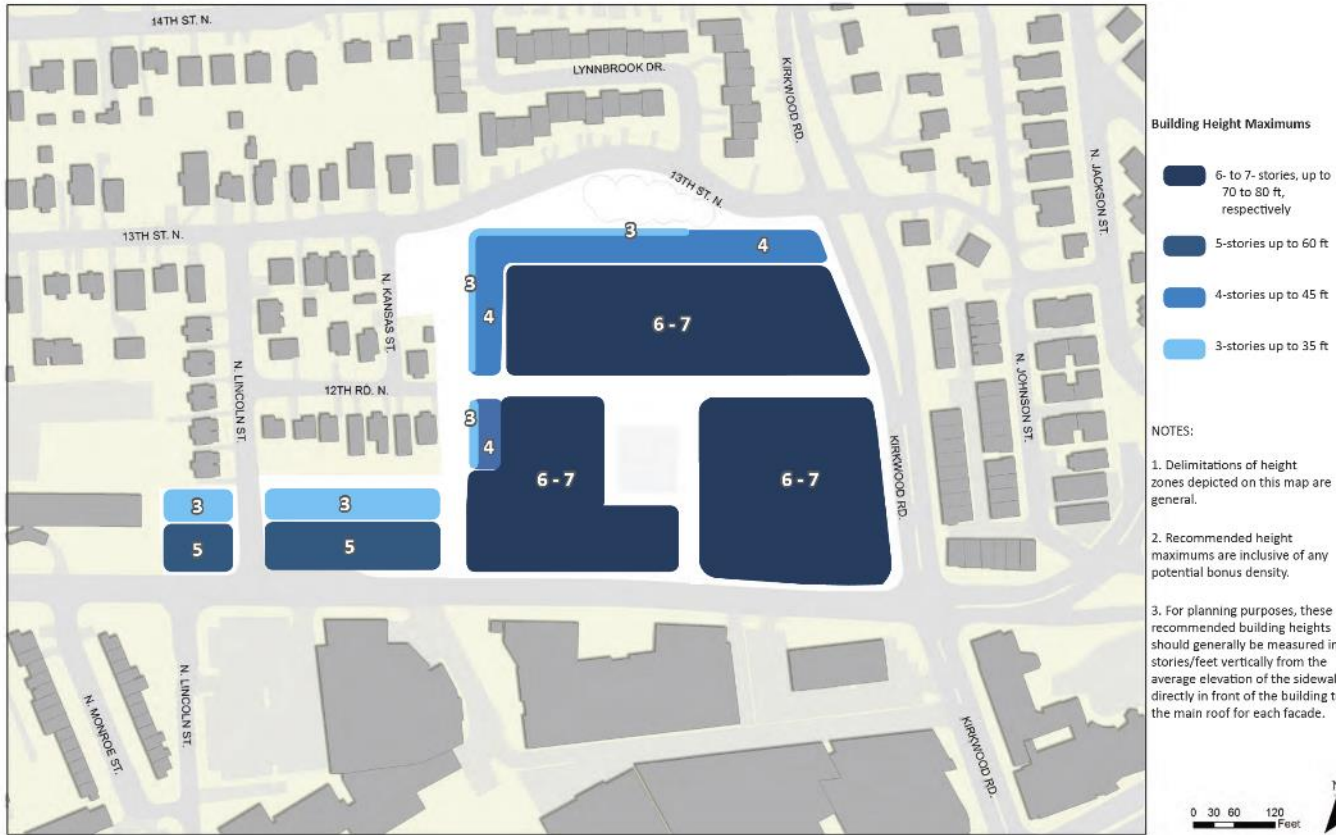 14TH ST. N.
LYNNBROOK DR.
KIRKWOOD RD.
N. JACKSON ST.
13TH ST. N.
13TH ST. N.
3
4
3
4
N. KANSAS ST.
6 - 7
N. LINCOLN ST.
12TH RD. N.
N. JOHNSON ST.
3
4
KIRKWOOD RD.
6 - 7
6 - 7
3
3
5
5
N. MONROE ST.
N. LINCOLN ST.
KIRKWOOD RD.
Building Height Maximums
6- to 7- stories, up to
70 to 80 ft,
respectively
5-stories up to 60 ft
4-stories up to 45 ft
3-stories up to 35 ft
NOTES:
1. Delimitations of height
zones depicted on this map are
general.
2. Recommended height
maximums are inclusive of any
potential bonus density.
3. For planning purposes, these
recommended building heights
should generally be measured in
stories/feet vertically from the
average elevation of the sidewal
directly in front of the building t
the main roof for each facade.
N
0 30 60 120
Feet